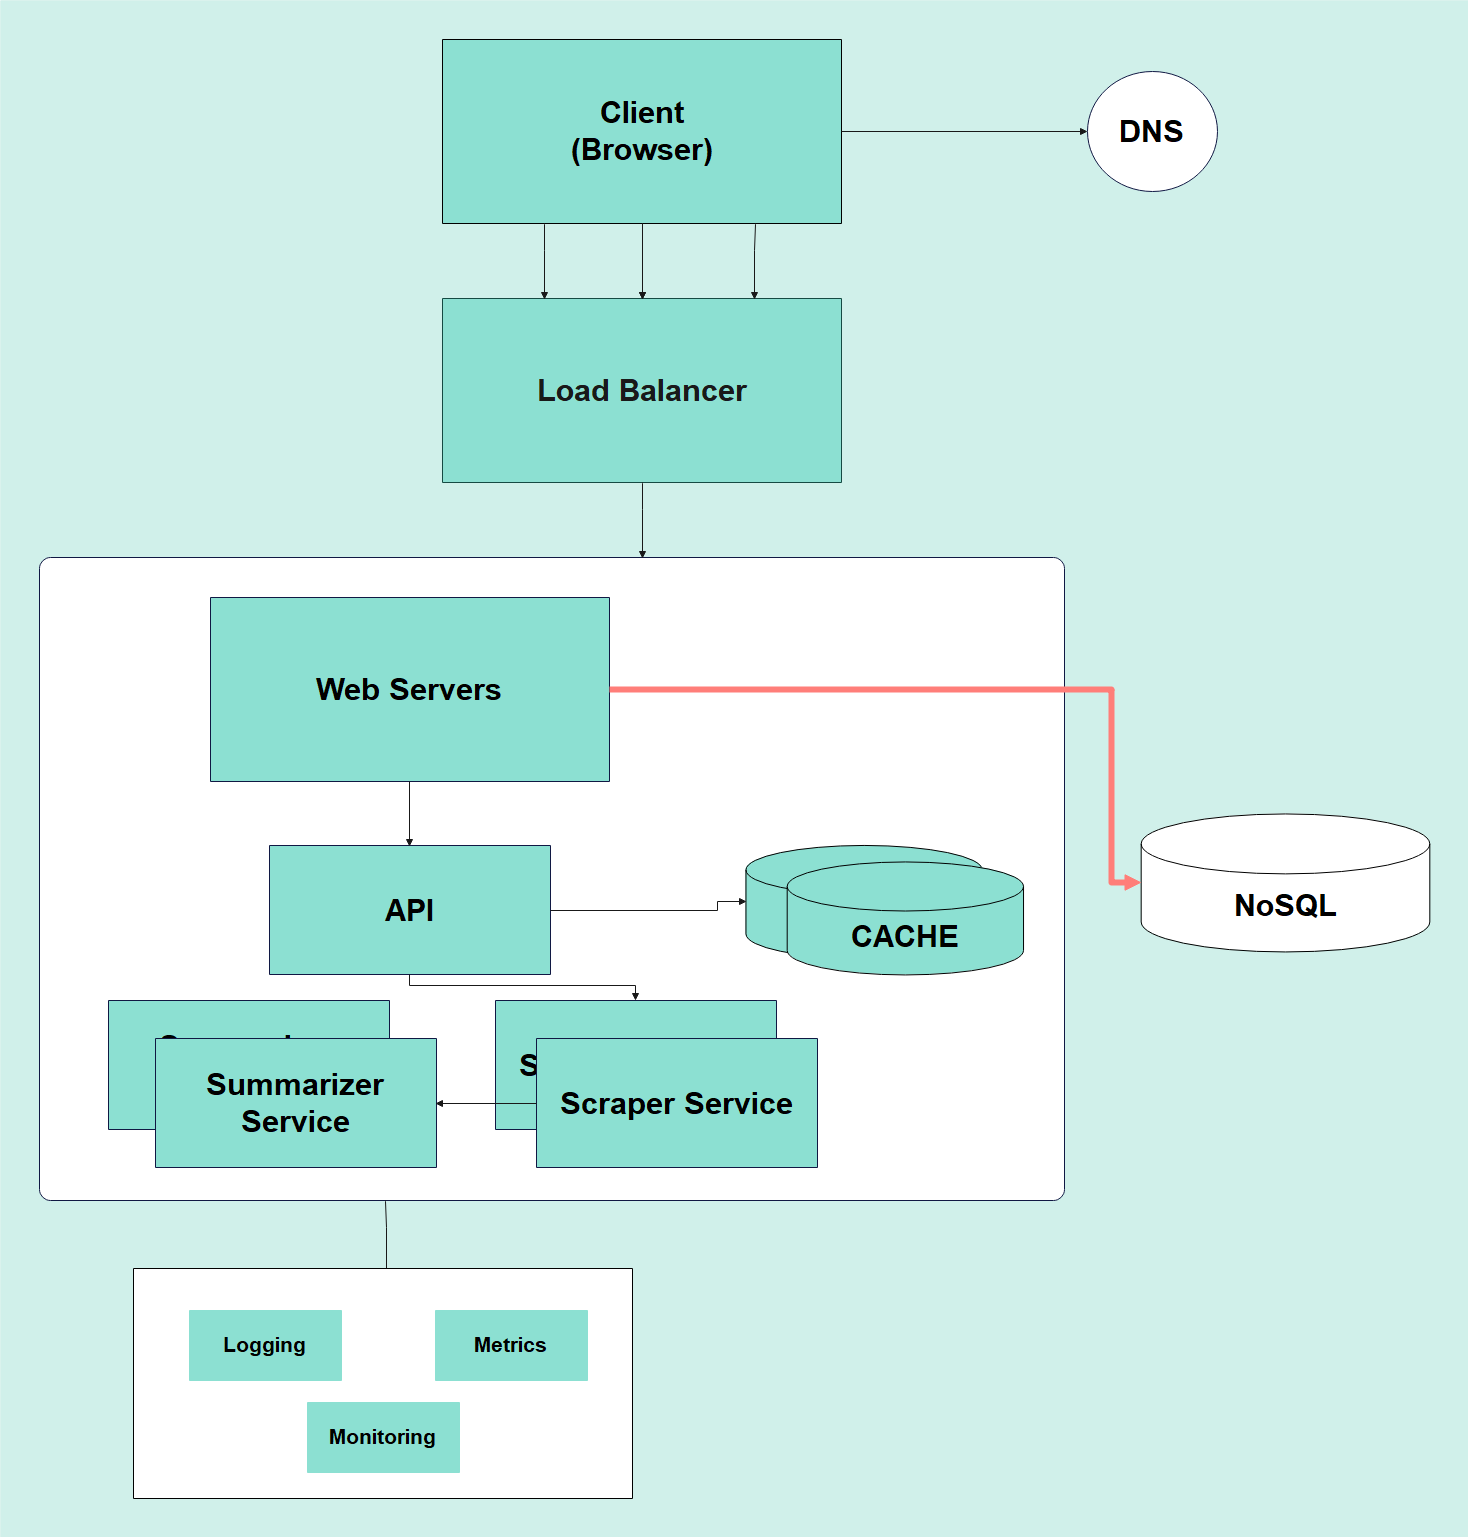 Client
(Browser)
DNS
Load Balancer
Web Servers
API
CACHE
NoSQL
Summarizer
Service
Scraper Service
Logging
Metrics
Monitoring